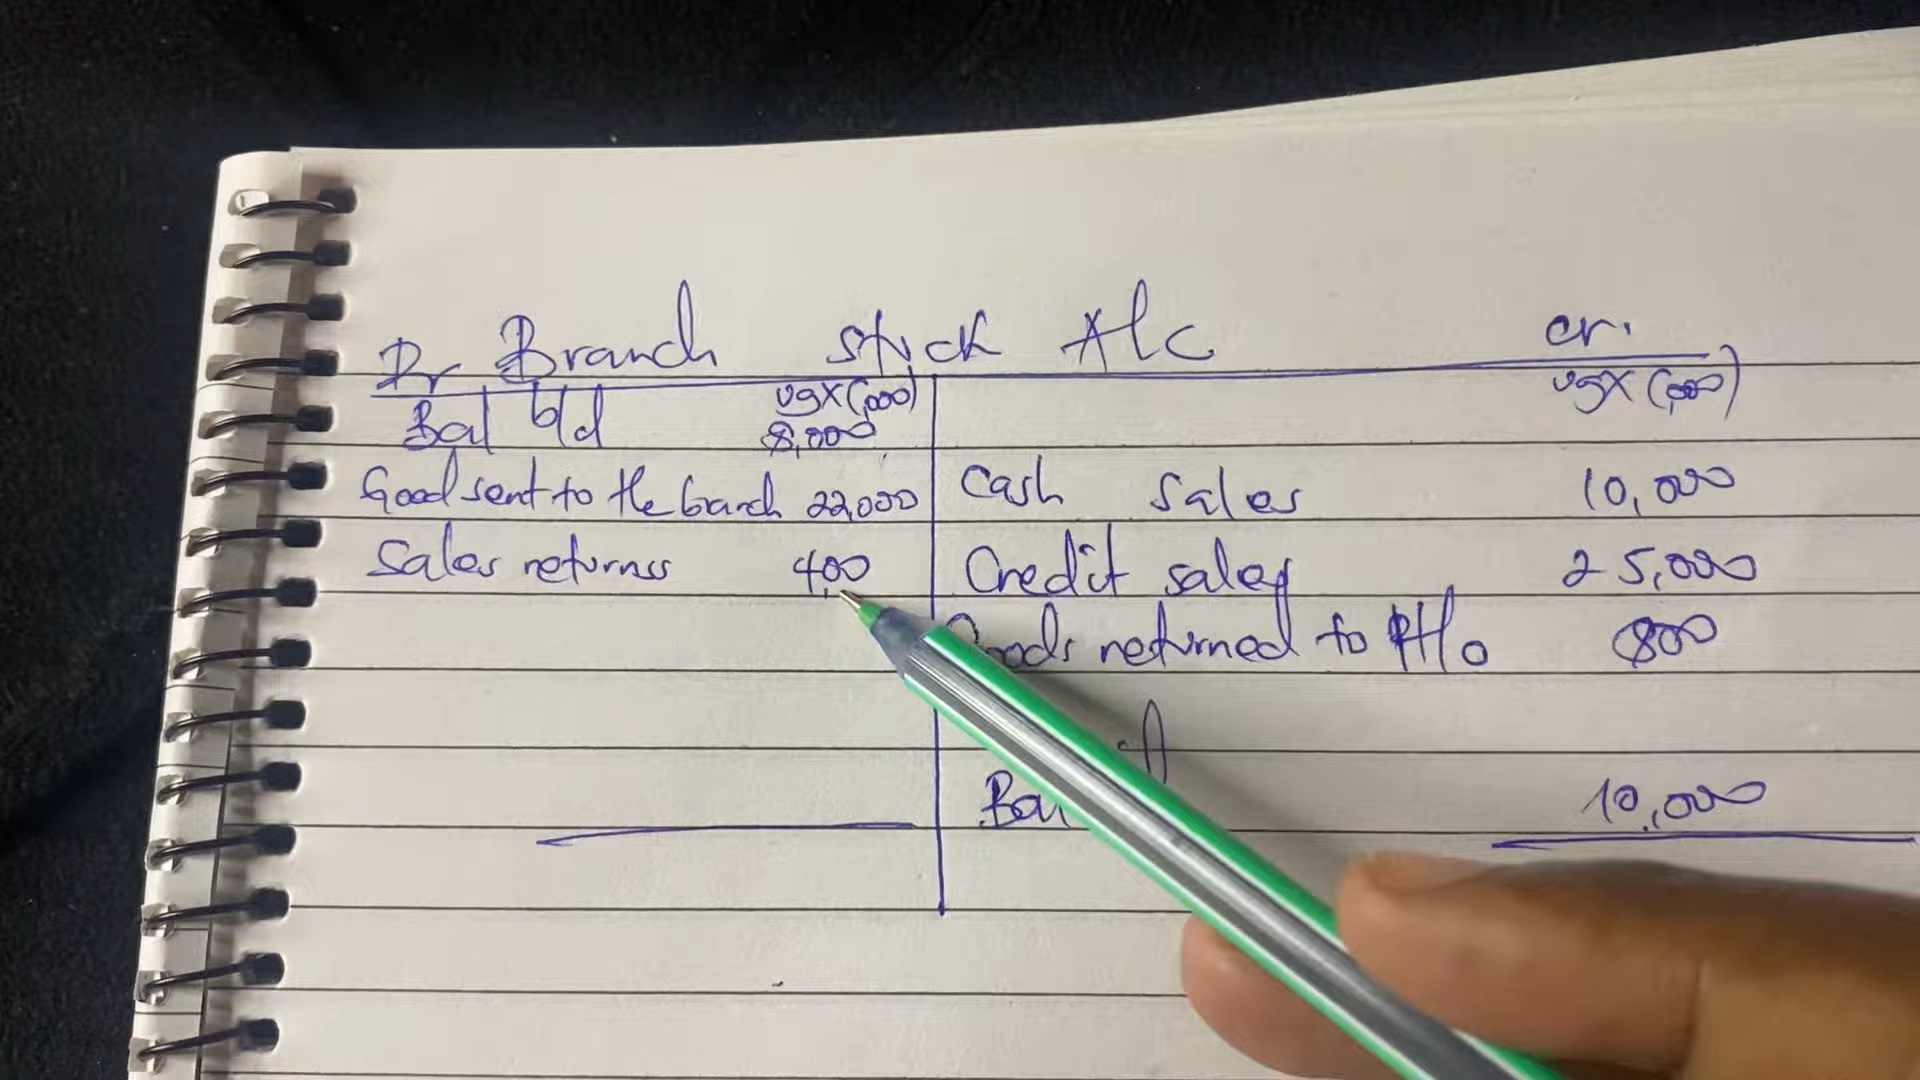 Dr Branch stock A/c cr.
Bal b/d ugx (,000) ugx (,000)
8,000
Good sent to the branch 22,000 Cash Sales 10,000
Sales returns 400 Credit sales 25,000
Goods returned to H/o 800
Bal 10,000